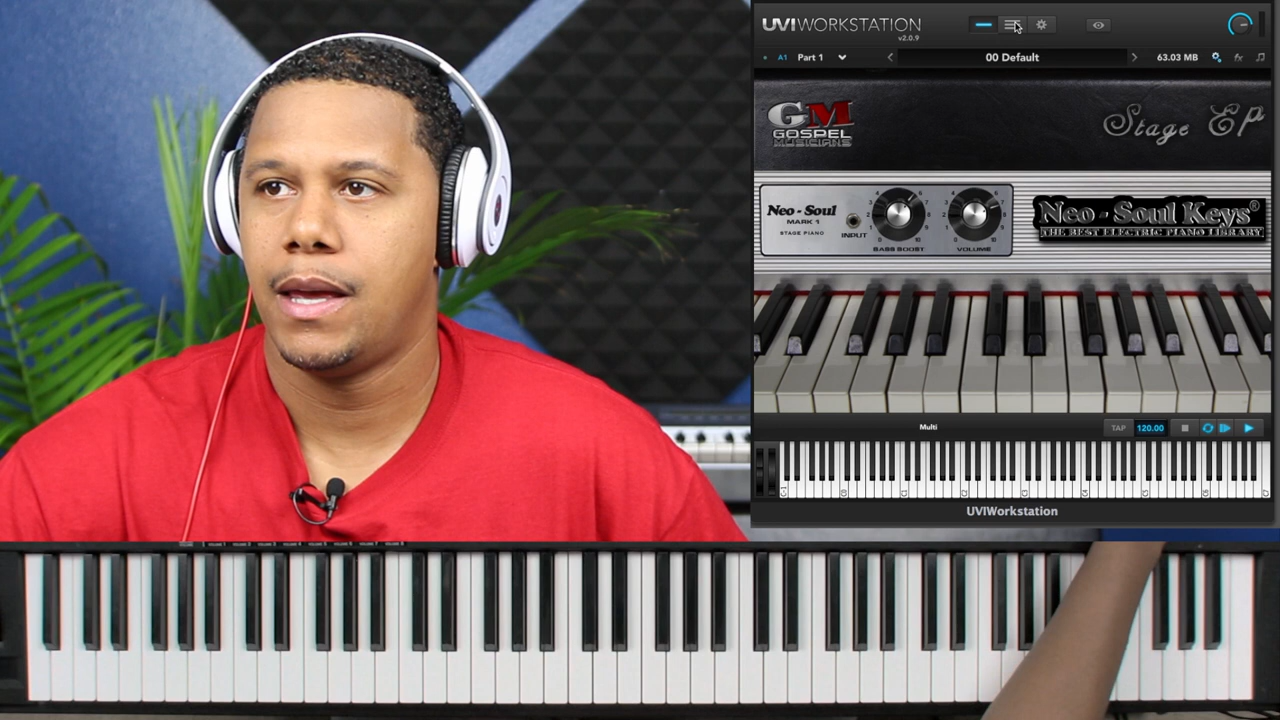 UVIWORKSTATION
v2.0.9
A1 Part 1 00 Default 63.03 MB fx
GM
GOSPEL
MUSICIANS
Stage Ep
Neo-Soul
MARK 1
STAGE PIANO
INPUT
BASS BOOST
VOLUME
Neo-Soul Keys®
THE BEST ELECTRIC PIANO LIBRARY
Multi
TAP 120.00
UVIWorkstation